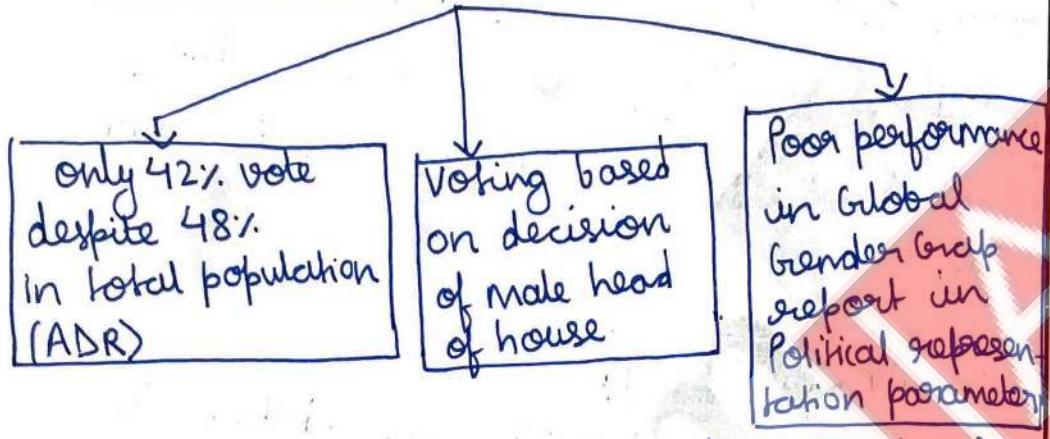 only 42% vote
despite 48%
in total population
(ADR)
Voting based
on decision
of male head
of house
Poor performance
in Global
Gender Gap
report in
Political represen-
tation parameter